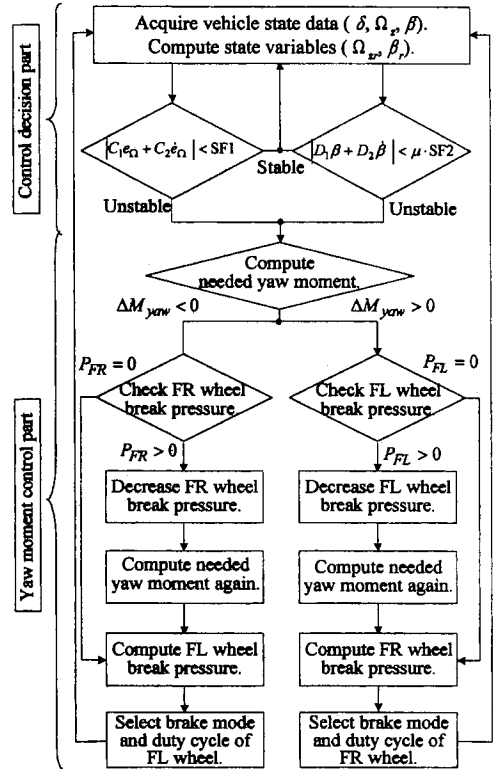 Acquire vehicle state data ( δ, Ω_z, β).
Compute state variables ( Ω_zr, β_r).
Control decision part
|C₁e_Ω + C₂ė_Ω| < SF1
Stable
|D₁β + D₂β̇| < μ·SF2
Unstable
Unstable
Compute
needed yaw moment.
ΔM_yaw < 0
ΔM_yaw > 0
Yaw moment control part
P_FR = 0
P_FL = 0
Check FR wheel
break pressure.
Check FL wheel
break pressure.
P_FR > 0
P_FL > 0
Decrease FR wheel
break pressure.
Decrease FL wheel
break pressure.
Compute needed
yaw moment again.
Compute needed
yaw moment again.
Compute FL wheel
break pressure.
Compute FR wheel
break pressure.
Select brake mode
and duty cycle of
FL wheel.
Select brake mode
and duty cycle of
FR wheel.